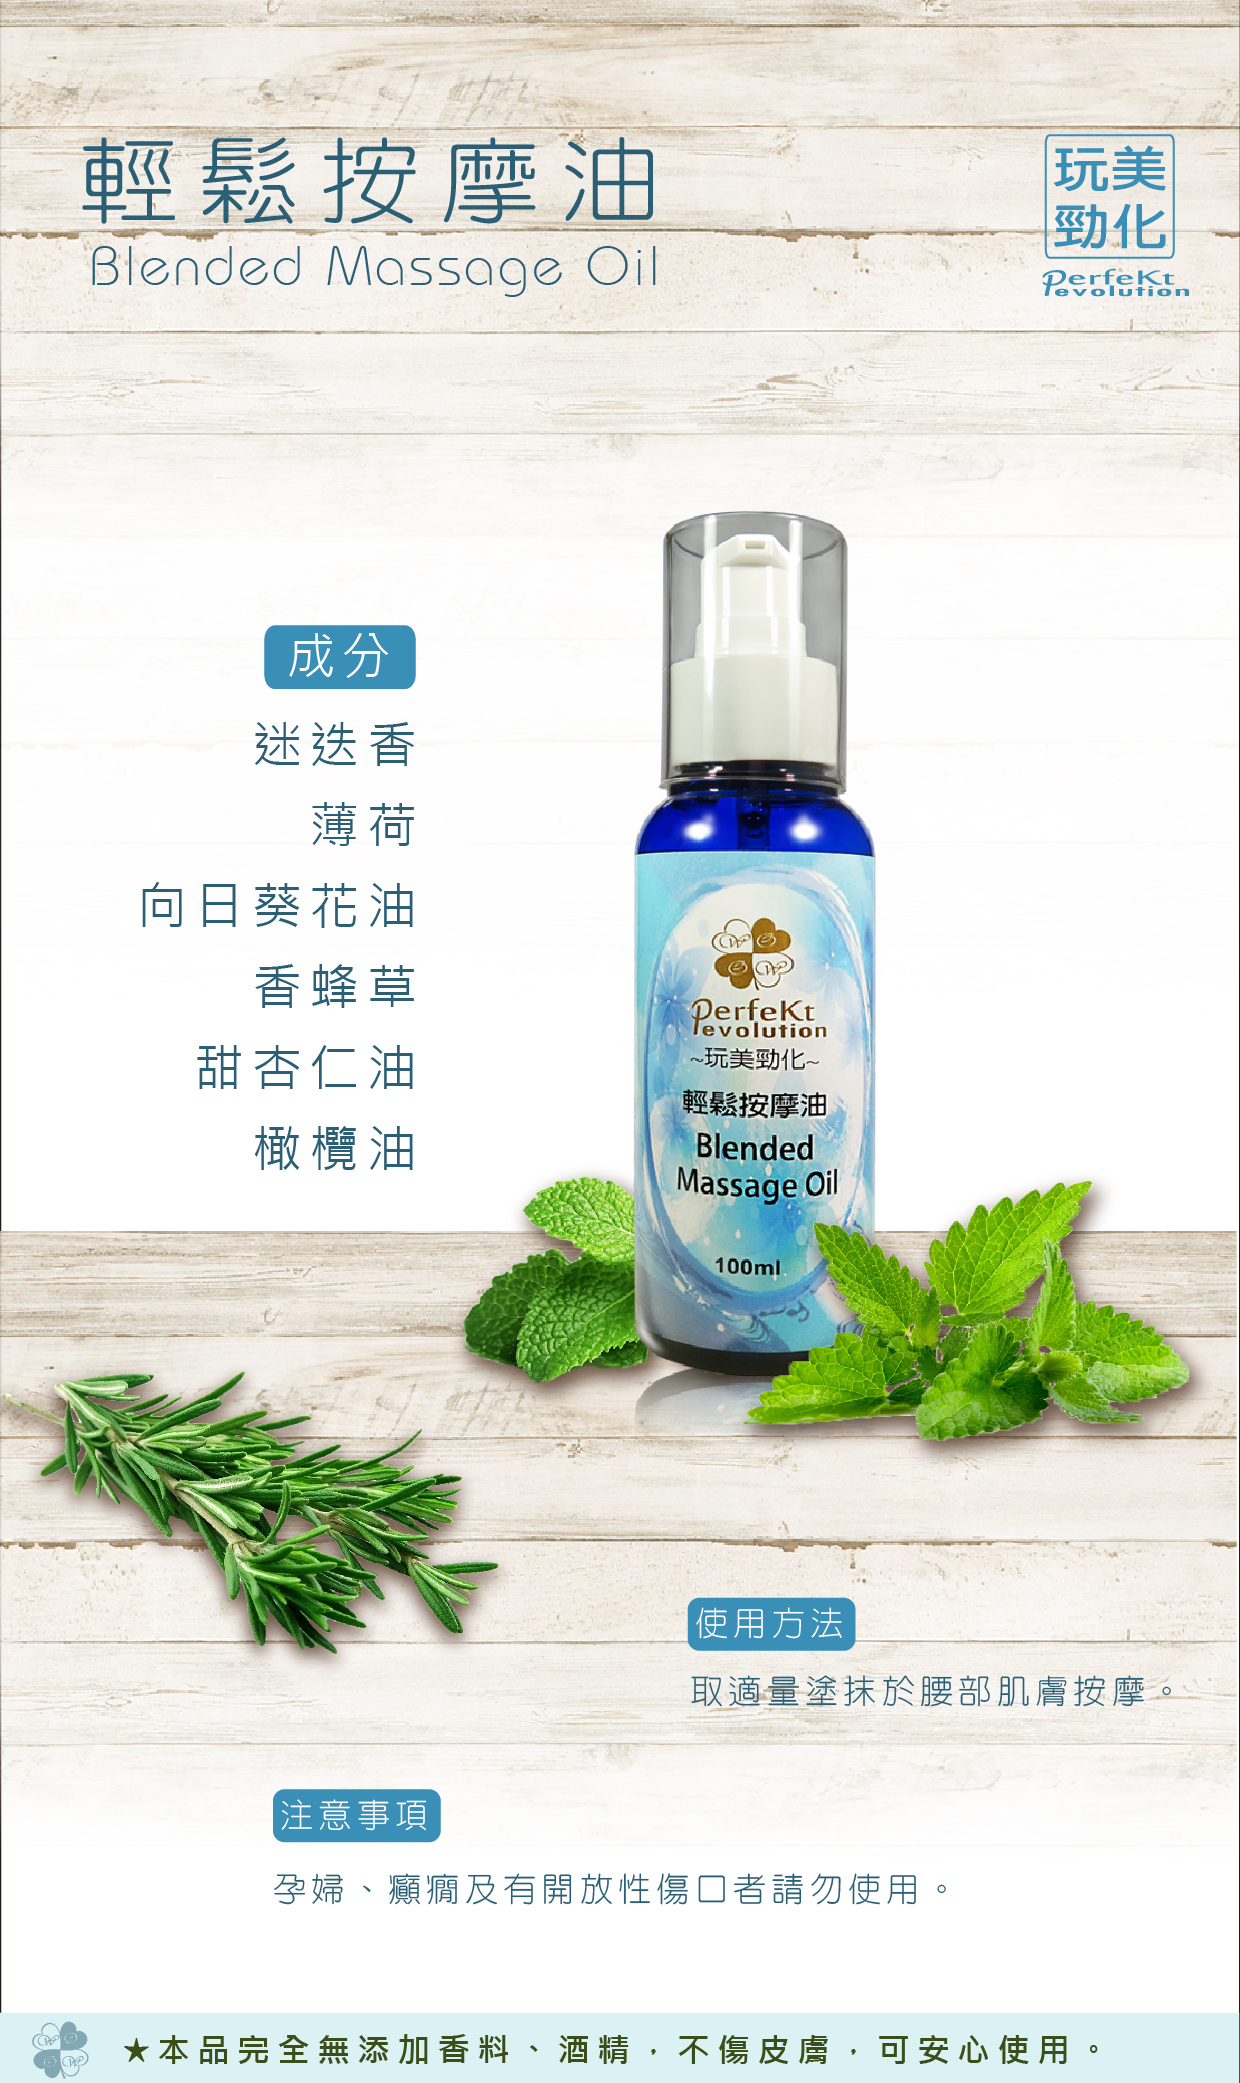 輕鬆按摩油
Blended Massage Oil
玩美
勁化
PerfeKt
Revolution
成分
迷迭香
薄荷
向日葵花油
香蜂草
甜杏仁油
橄欖油
PerfeKt
Revolution
~玩美勁化~
輕鬆按摩油
Blended
Massage Oil
100ml
使用方法
取適量塗抹於腰部肌膚按摩。
注意事項
孕婦、癲癇及有開放性傷口者請勿使用。
★本品完全無添加香料、酒精，不傷皮膚，可安心使用。